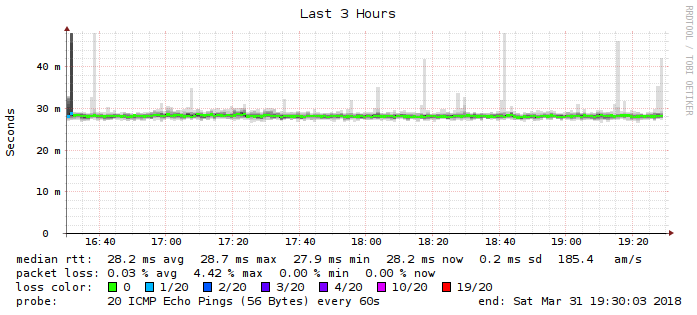 Last 3 Hours
RRDTOOL / TOBI OETIKER
Seconds
40 m
30 m
20 m
10 m
0
16:40 17:00 17:20 17:40 18:00 18:20 18:40 19:00 19:20
median rtt: 28.2 ms avg 28.7 ms max 27.9 ms min 28.2 ms now 0.2 ms sd 185.4 am/s
packet loss: 0.03 % avg 4.42 % max 0.00 % min 0.00 % now
loss color: 0 1/20 2/20 3/20 4/20 10/20 19/20
probe: 20 ICMP Echo Pings (56 Bytes) every 60s end: Sat Mar 31 19:30:03 2018